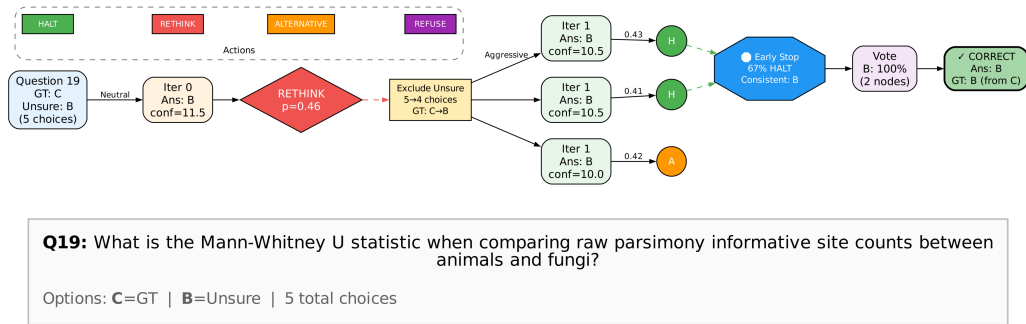 HALT
RETHINK
ALTERNATIVE
REFUSE
Actions
Question 19
GT: C
Unsure: B
(5 choices)
Neutral
Iter 0
Ans: B
conf=11.5
RETHINK
p=0.46
Exclude Unsure
5→4 choices
GT: C→B
Aggressive
Iter 1
Ans: B
conf=10.5
0.43
H
Iter 1
Ans: B
conf=10.5
0.41
H
Iter 1
Ans: B
conf=10.0
0.42
A
Early Stop
67% HALT
Consistent: B
Vote
B: 100%
(2 nodes)
✓ CORRECT
Ans: B
GT: B (from C)
Q19: What is the Mann-Whitney U statistic when comparing raw parsimony informative site counts between
animals and fungi?
Options: C=GT | B=Unsure | 5 total choices